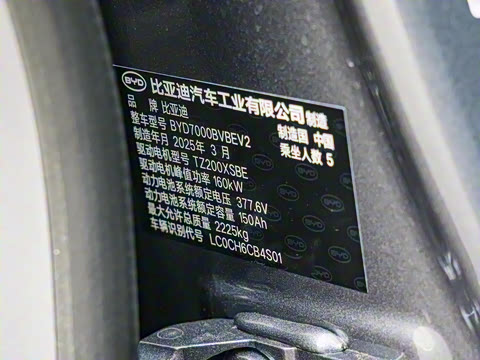 BYD 比亚迪汽车工业有限公司 制造
品 牌 比亚迪 制造国 中国
整车型号 BYD7000BVBEV2 乘坐人数 5
制造年月 2025年 3 月
驱动电机型号 TZ200XSBE
驱动电机峰值功率 160kW
动力电池系统额定电压 377.6V
动力电池系统额定容量 150Ah
最大允许总质量 2225kg
车辆识别代号 LC0CH6CB4S01